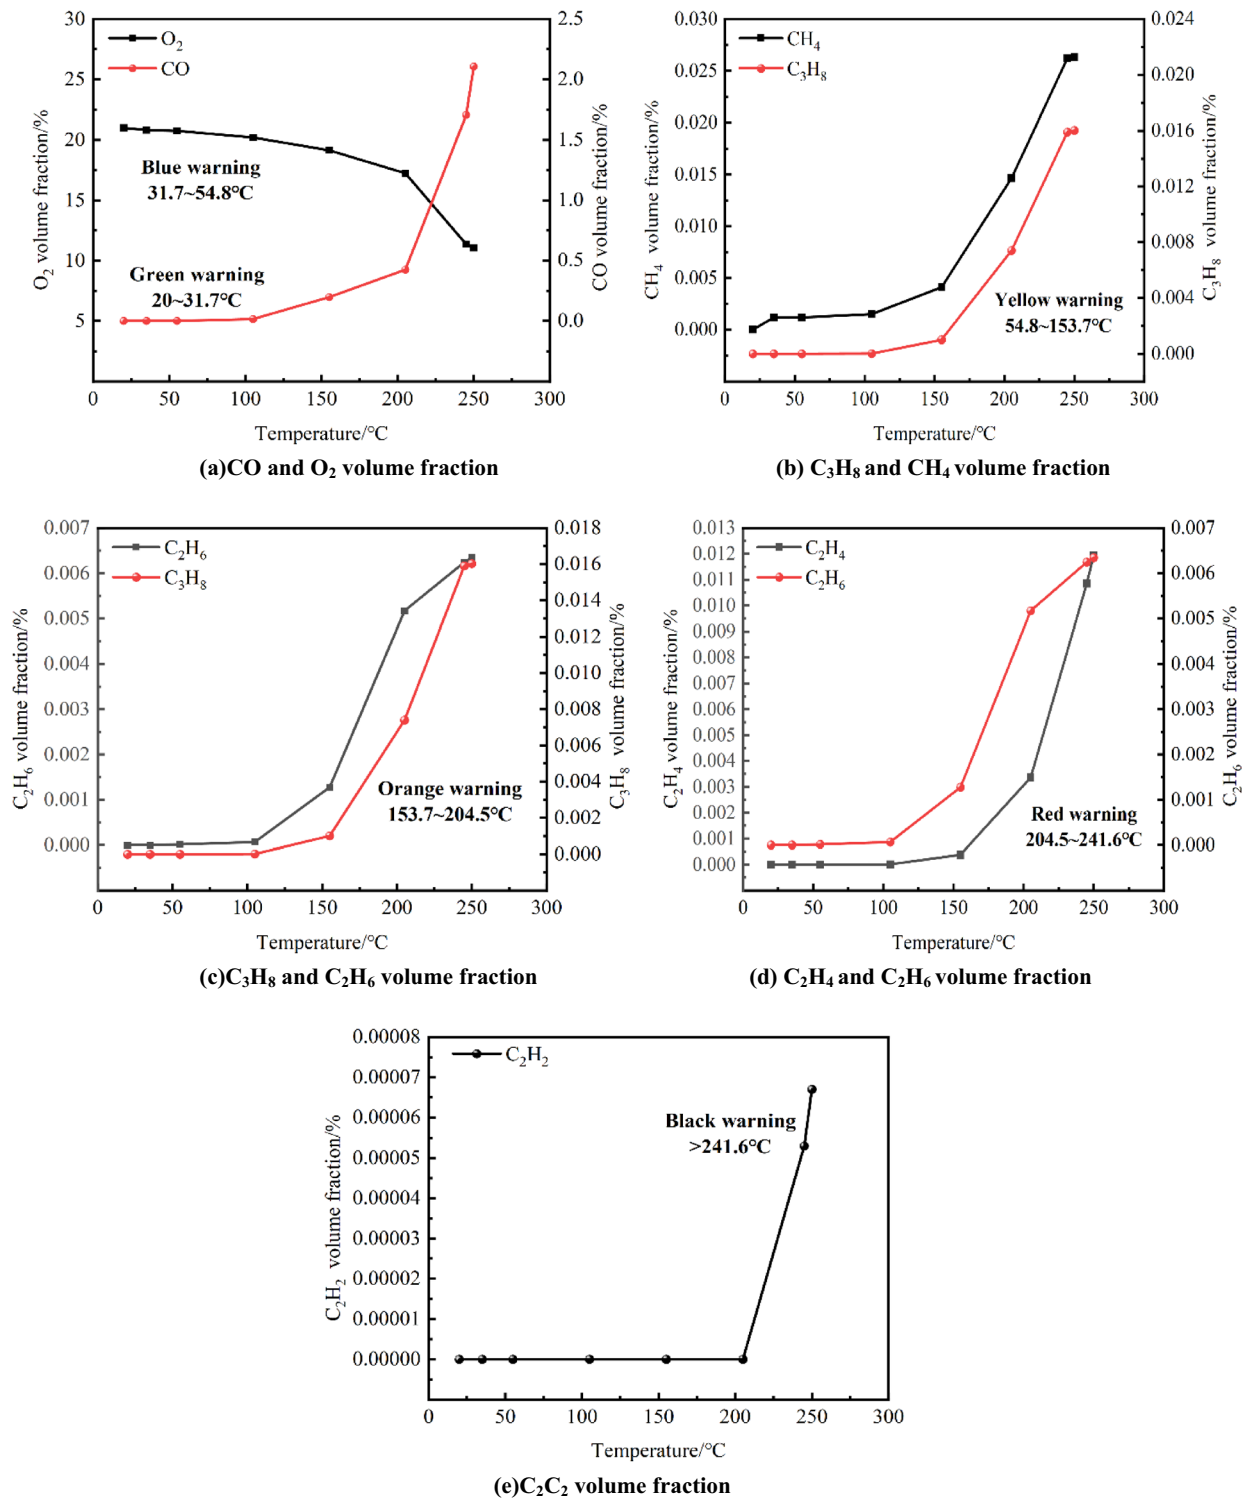 30
25
20
15
10
5
O₂ volume fraction/%
O₂
CO
Blue warning
31.7~54.8℃
Green warning
20~31.7℃
2.5
2.0
1.5
1.0
0.5
0.0
CO volume fraction/%
0 50 100 150 200 250 300
Temperature/℃
(a)CO and O₂ volume fraction
0.030
0.025
0.020
0.015
0.010
0.005
0.000
CH₄ volume fraction/%
CH₄
C₃H₈
Yellow warning
54.8~153.7℃
0.024
0.020
0.016
0.012
0.008
0.004
0.000
C₃H₈ volume fraction/%
0 50 100 150 200 250 300
Temperature/℃
(b) C₃H₈ and CH₄ volume fraction
0.007
0.006
0.005
0.004
0.003
0.002
0.001
0.000
C₂H₆ volume fraction/%
C₂H₆
C₃H₈
Orange warning
153.7~204.5℃
0.018
0.016
0.014
0.012
0.010
0.008
0.006
0.004
0.002
0.000
C₃H₈ volume fraction/%
0 50 100 150 200 250 300
Temperature/℃
(c)C₃H₈ and C₂H₆ volume fraction
0.013
0.012
0.011
0.010
0.009
0.008
0.007
0.006
0.005
0.004
0.003
0.002
0.001
0.000
C₂H₄ volume fraction/%
C₂H₄
C₂H₆
Red warning
204.5~241.6℃
0.007
0.006
0.005
0.004
0.003
0.002
0.001
0.000
C₂H₆ volume fraction/%
0 50 100 150 200 250 300
Temperature/℃
(d) C₂H₄ and C₂H₆ volume fraction
0.00008
0.00007
0.00006
0.00005
0.00004
0.00003
0.00002
0.00001
0.00000
C₂H₂ volume fraction/%
C₂H₂
Black warning
>241.6℃
0 50 100 150 200 250 300
Temperature/℃
(e)C₂C₂ volume fraction